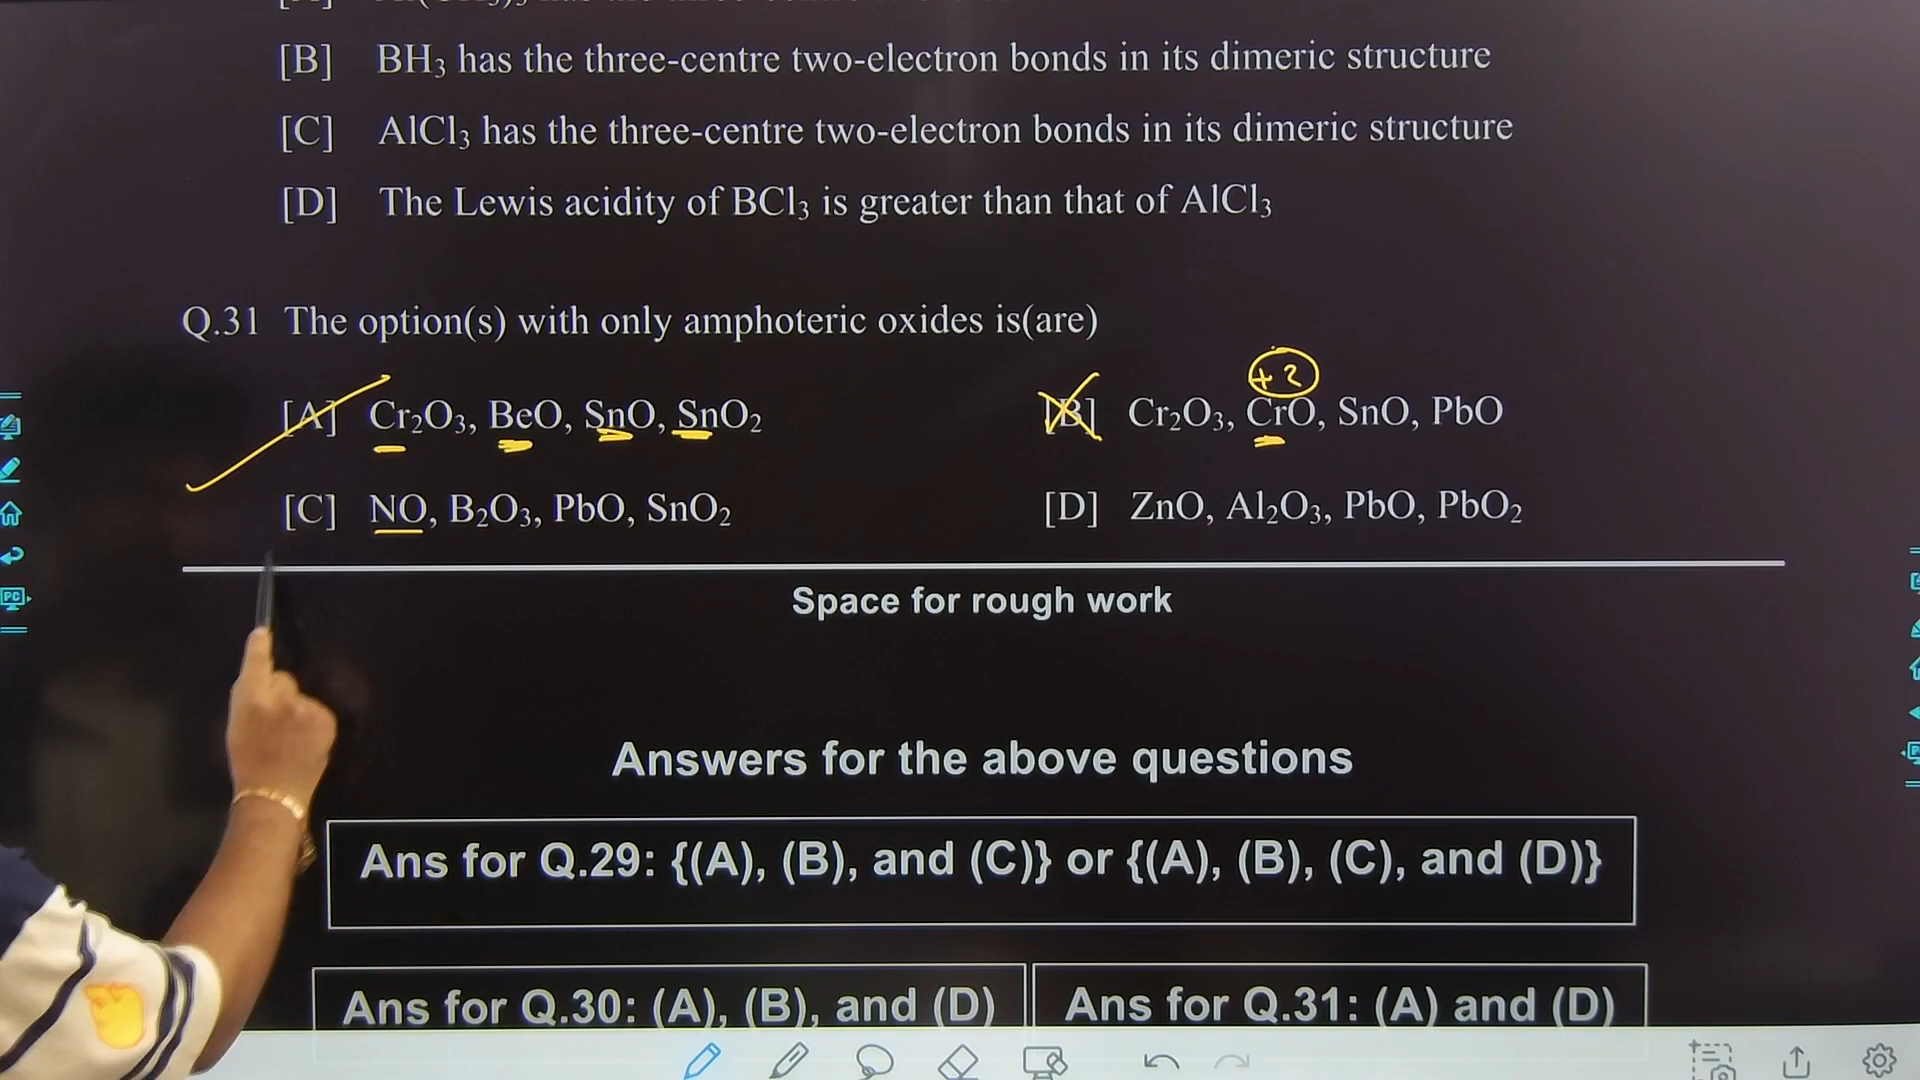 [B] BH₃ has the three-centre two-electron bonds in its dimeric structure
[C] AlCl₃ has the three-centre two-electron bonds in its dimeric structure
[D] The Lewis acidity of BCl₃ is greater than that of AlCl₃
Q.31 The option(s) with only amphoteric oxides is(are)
+2
[A] Cr₂O₃, BeO, SnO, SnO₂ [B] Cr₂O₃, CrO, SnO, PbO
[C] NO, B₂O₃, PbO, SnO₂ [D] ZnO, Al₂O₃, PbO, PbO₂
Space for rough work
Answers for the above questions
Ans for Q.29: {(A), (B), and (C)} or {(A), (B), (C), and (D)}
Ans for Q.30: (A), (B), and (D) Ans for Q.31: (A) and (D)
PC